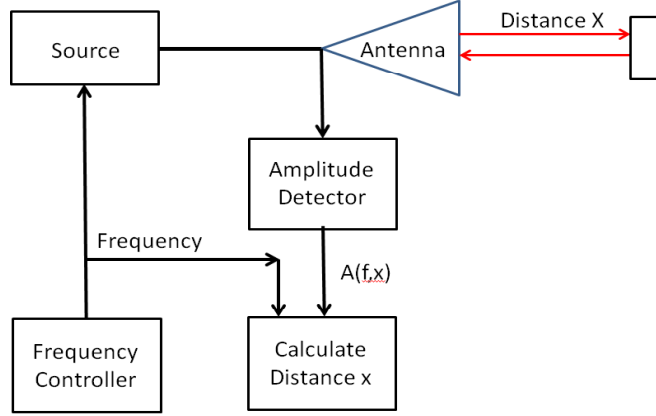 Distance X
Source
Antenna
Amplitude
Detector
Frequency
A(f,x)
Frequency
Controller
Calculate
Distance x